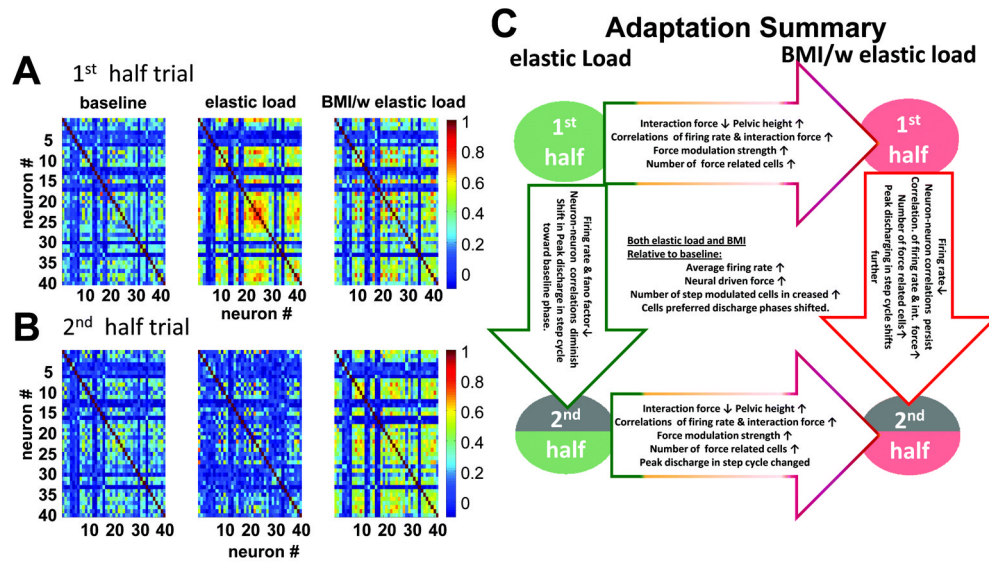 A
1st half trial
baseline
elastic load
BMI/w elastic load
neuron #
5
10
15
20
25
30
35
40
10 20 30 40
10 20 30 40
10 20 30 40
neuron #
1
0.8
0.6
0.4
0.2
0
B
2nd half trial
neuron #
5
10
15
20
25
30
35
40
10 20 30 40
10 20 30 40
10 20 30 40
neuron #
1
0.8
0.6
0.4
0.2
0
C
Adaptation Summary
elastic Load
BMI/w elastic load
1st
half
Interaction force ↓ Pelvic height ↑
Correlations of firing rate & interaction force ↑
Force modulation strength ↑
Number of force related cells ↑
1st
half
Firing rate & fano factor↓
Neuron-neuron correlations diminish
Shift in Peak discharge in step cycle
toward baseline phase.
Both elastic load and BMI
Relative to baseline:
Average firing rate ↑
Neural driven force ↑
Number of step modulated cells in creased ↑
Cells preferred discharge phases shifted.
Firing rate↓
Neuron-neuron correlations persist
Correlation. of firing rate & int. force↑
Number of force related cells↑
Peak discharging in step cycle shifts
further
2nd
half
Interaction force ↓ Pelvic height ↑
Correlations of firing rate & interaction force ↑
Force modulation strength ↑
Number of force related cells ↑
Peak discharge in step cycle changed
2nd
half